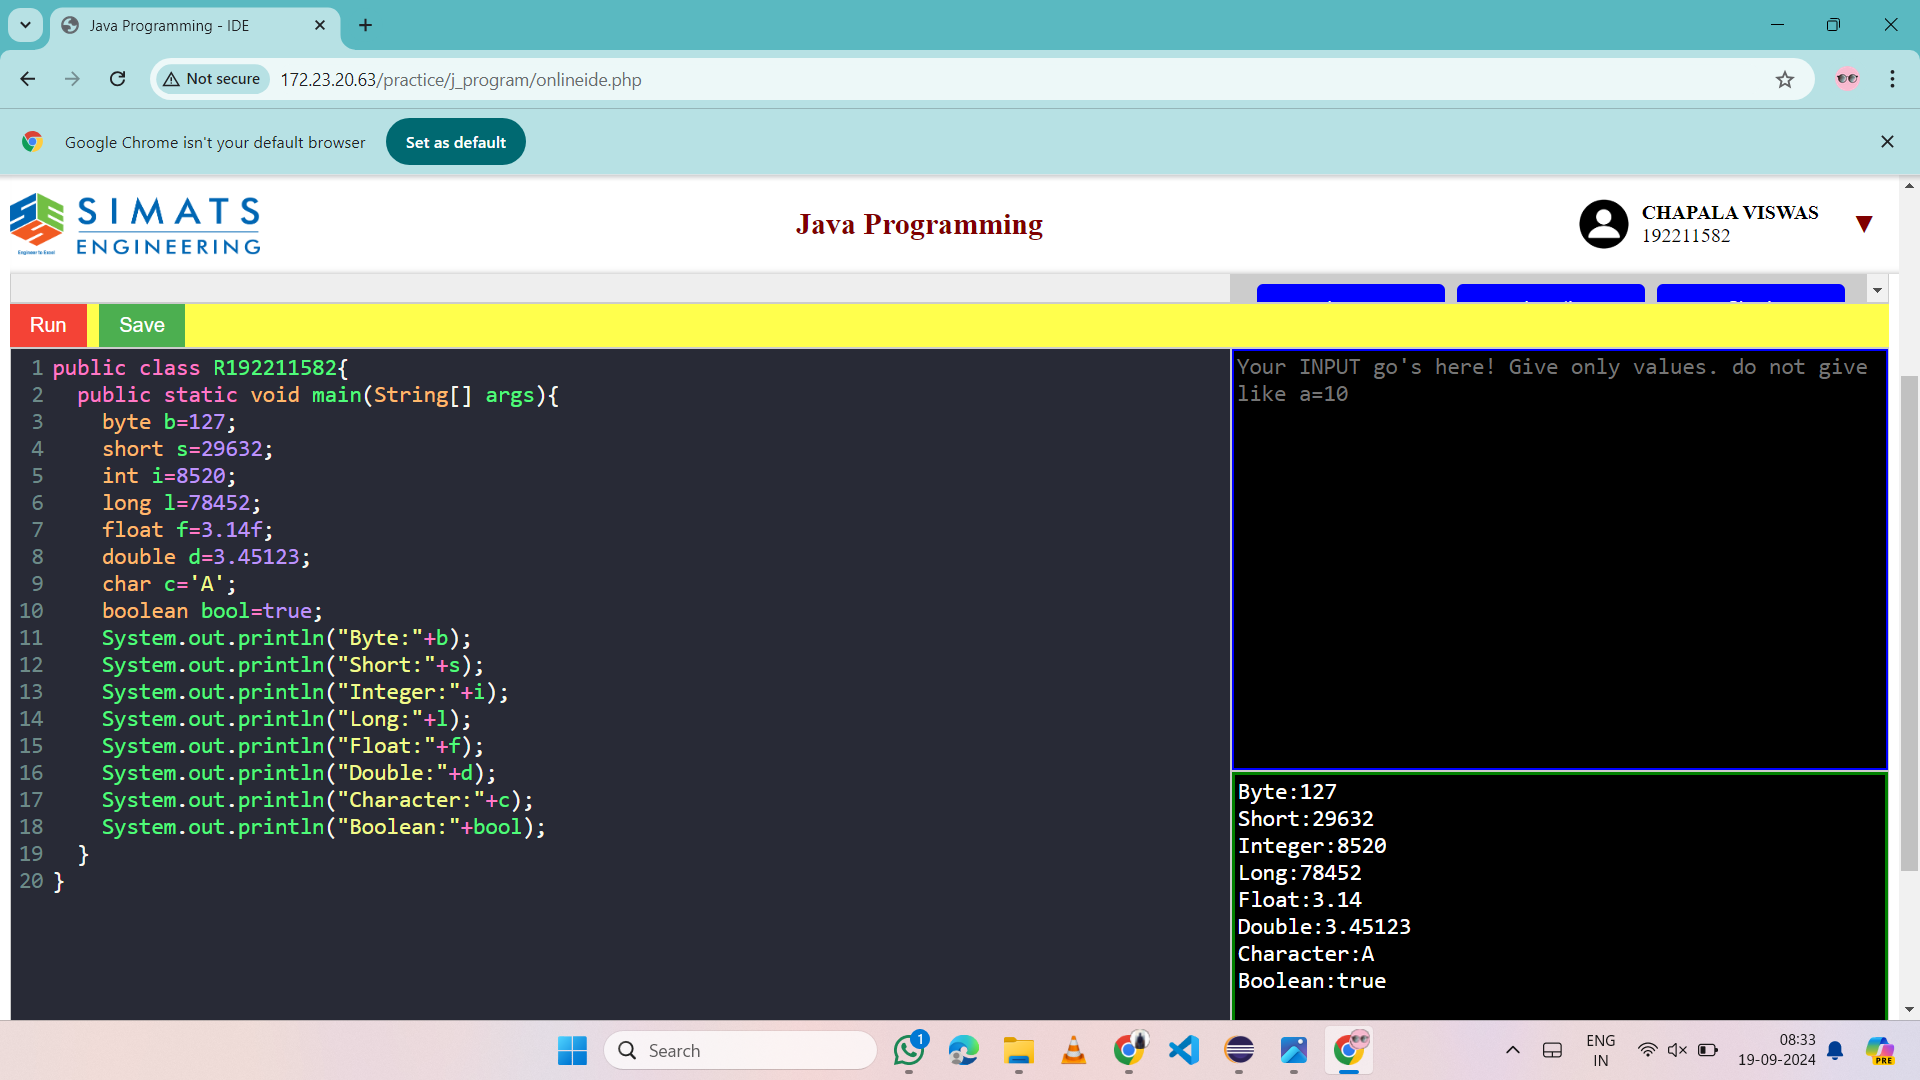 Java Programming - IDE
Not secure
172.23.20.63/practice/j_program/onlineide.php
Google Chrome isn't your default browser
Set as default
SIMATS
ENGINEERING
Engineer to Excel
Java Programming
CHAPALA VISWAS
192211582
Run
Save
1 public class R192211582{
2 public static void main(String[] args){
3 byte b=127;
4 short s=29632;
5 int i=8520;
6 long l=78452;
7 float f=3.14f;
8 double d=3.45123;
9 char c='A';
10 boolean bool=true;
11 System.out.println("Byte:"+b);
12 System.out.println("Short:"+s);
13 System.out.println("Integer:"+i);
14 System.out.println("Long:"+l);
15 System.out.println("Float:"+f);
16 System.out.println("Double:"+d);
17 System.out.println("Character:"+c);
18 System.out.println("Boolean:"+bool);
19 }
20 }
Your INPUT go's here! Give only values. do not give
like a=10
Byte:127
Short:29632
Integer:8520
Long:78452
Float:3.14
Double:3.45123
Character:A
Boolean:true
Search
1
ENG
IN
08:33
19-09-2024
PRE